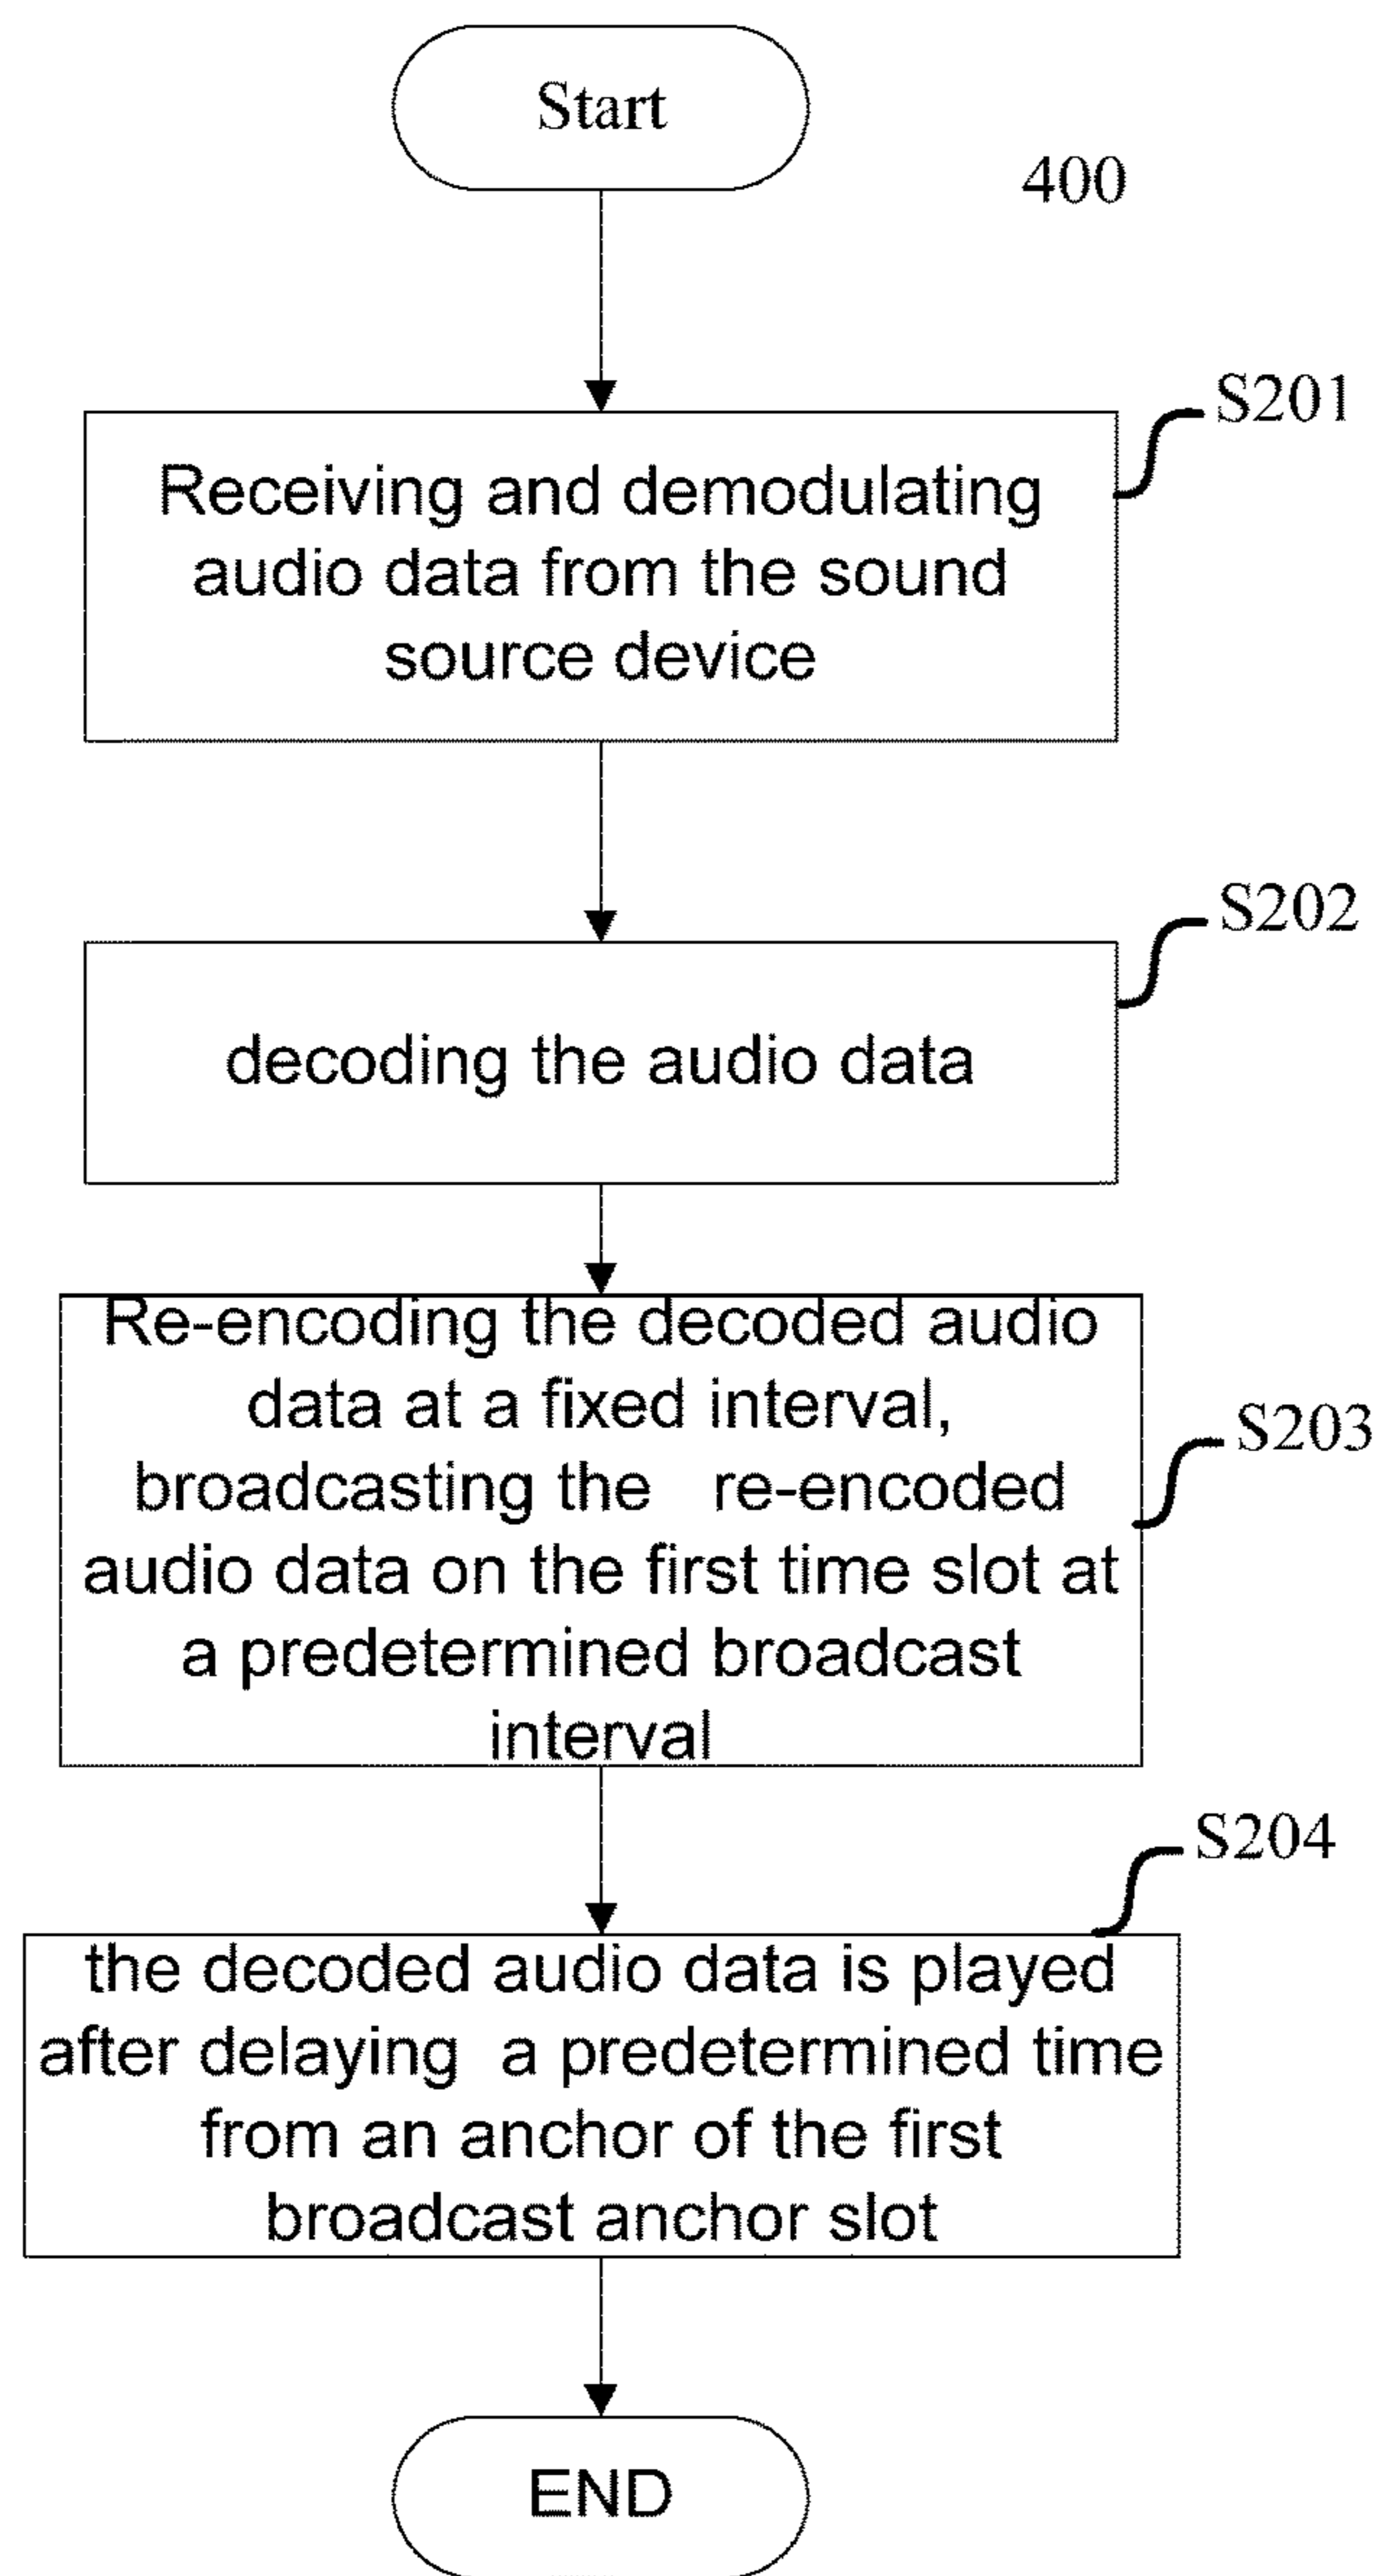 Start
400
S201
Receiving and demodulating
audio data from the sound
source device
S202
decoding the audio data
Re-encoding the decoded audio
data at a fixed interval,
broadcasting the re-encoded
S203
audio data on the first time slot at
a predetermined broadcast
interval
S204
the decoded audio data is played
after delaying a predetermined time
from an anchor of the first
broadcast anchor slot
END